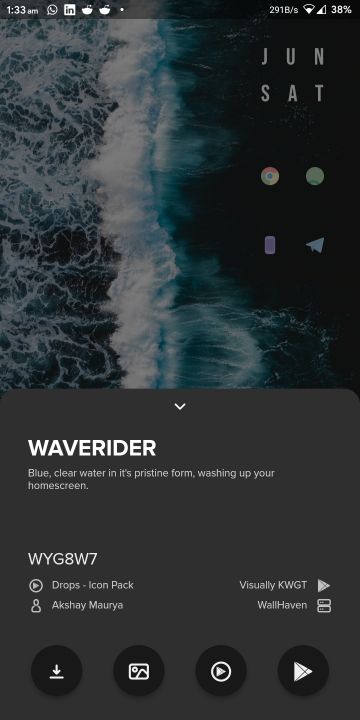 1:33 am
291B/s
38%
JUN
SAT
WAVERIDER
Blue, clear water in it's pristine form, washing up your
homescreen.
WYG8W7
Drops - Icon Pack
Visually KWGT
Akshay Maurya
WallHaven